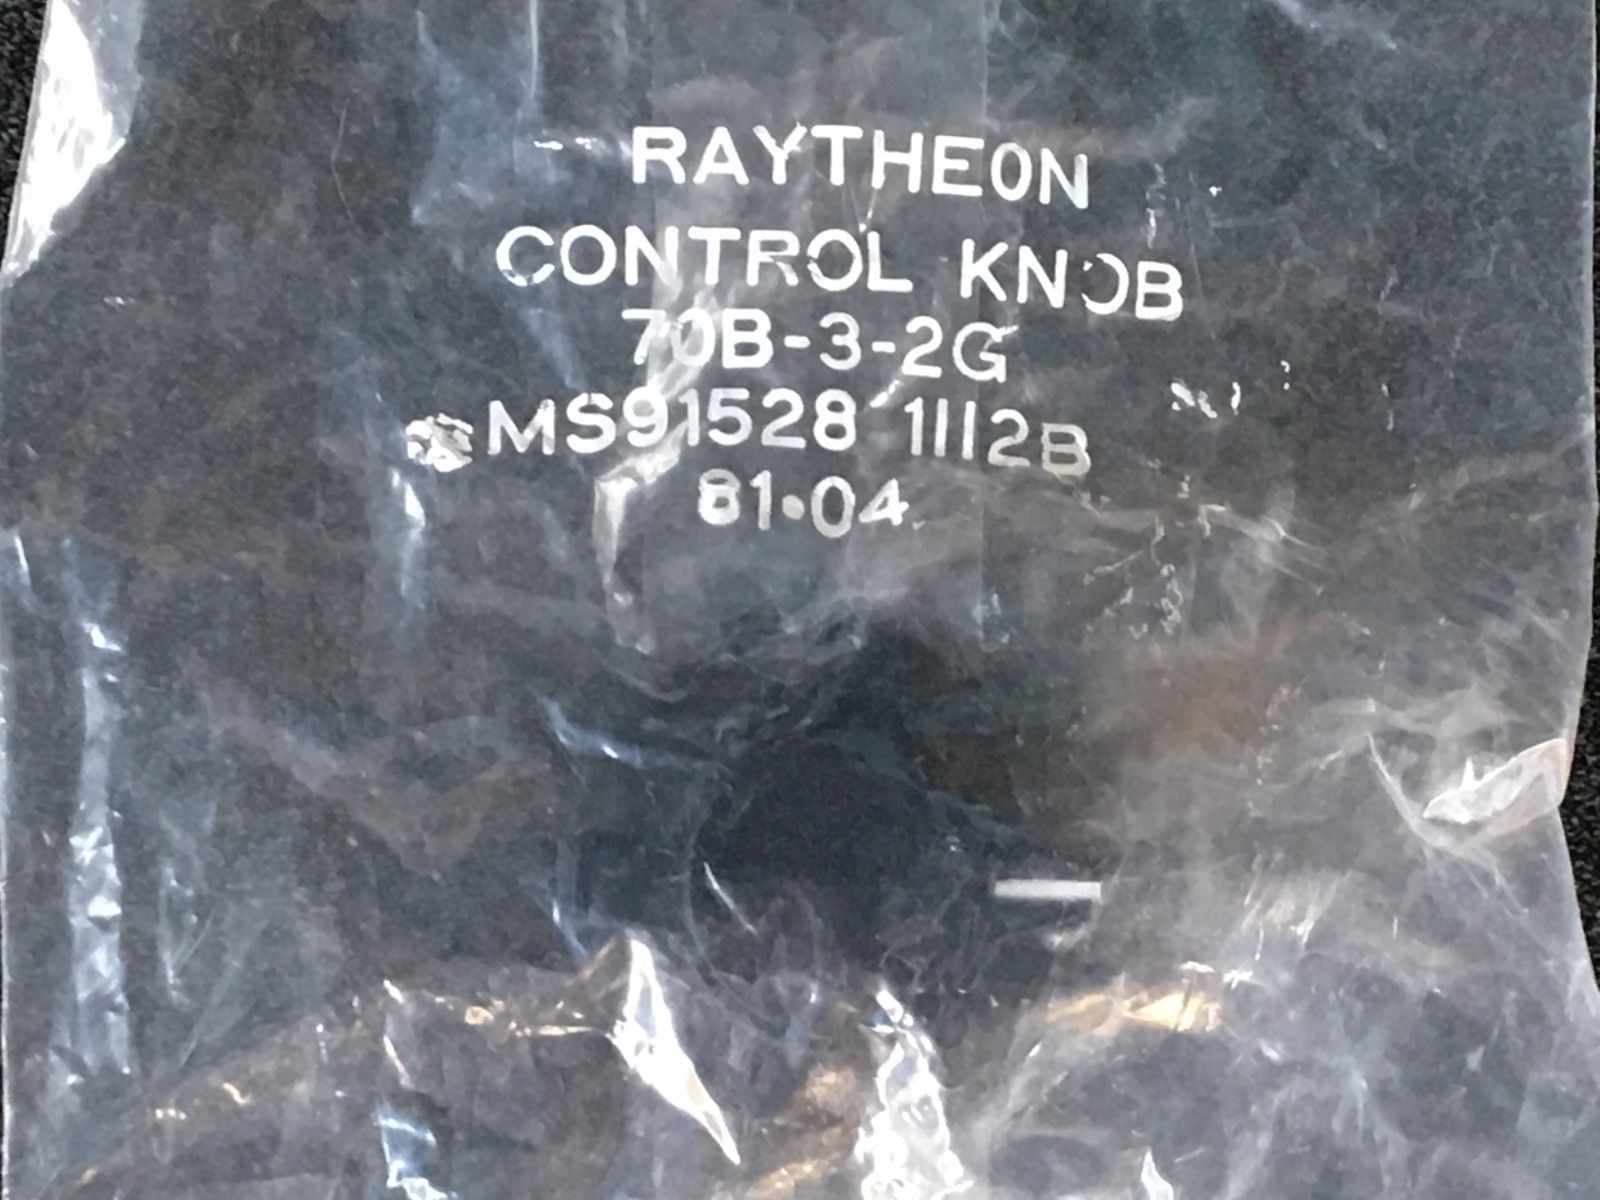 RAYTHEON
CONTROL KNOB
70B-3-2G
MS91528 1112B
81•04